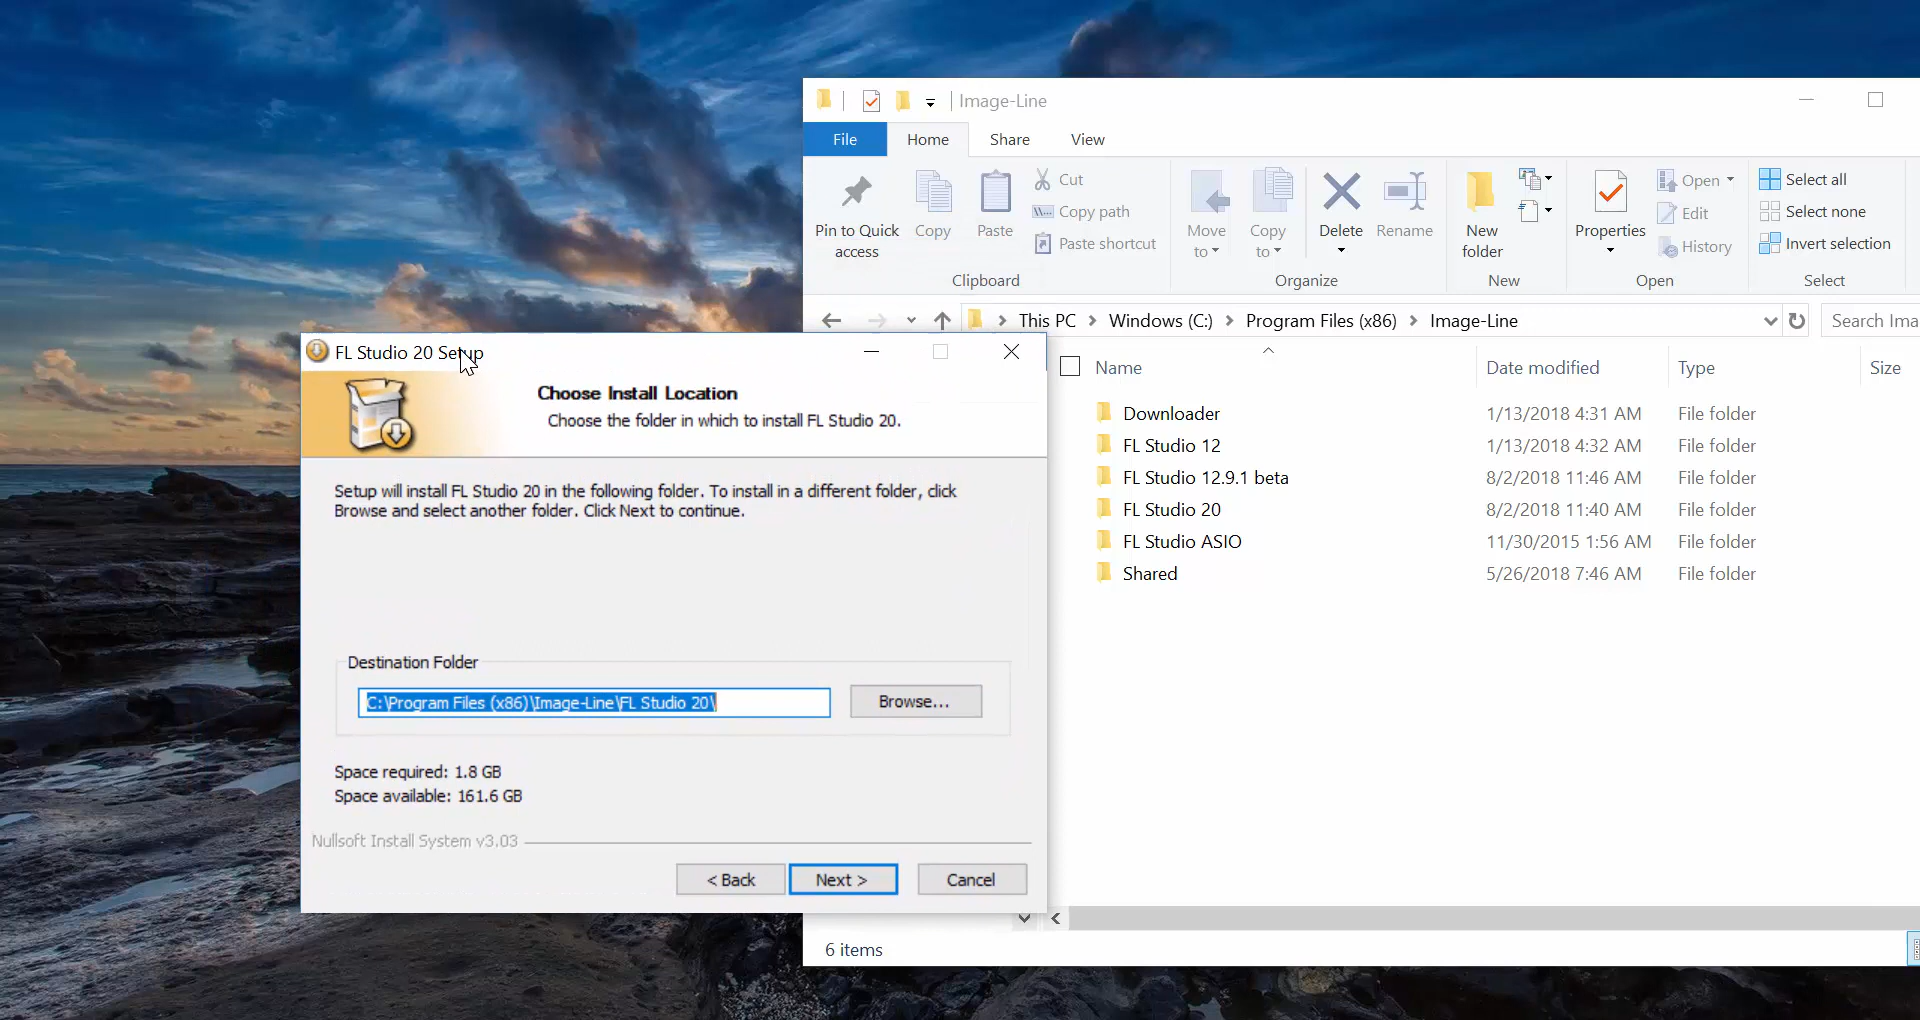 Image-Line
File Home Share View
Pin to Quick access
Copy
Paste
Cut
Copy path
Paste shortcut
Clipboard
Move to
Copy to
Delete
Rename
Organize
New folder
New
Properties
Open
Edit
History
Open
Select all
Select none
Invert selection
Select
This PC > Windows (C:) > Program Files (x86) > Image-Line
Search Ima
Name Date modified Type Size
Downloader 1/13/2018 4:31 AM File folder
FL Studio 12 1/13/2018 4:32 AM File folder
FL Studio 12.9.1 beta 8/2/2018 11:46 AM File folder
FL Studio 20 8/2/2018 11:40 AM File folder
FL Studio ASIO 11/30/2015 1:56 AM File folder
Shared 5/26/2018 7:46 AM File folder
6 items
FL Studio 20 Setup
Choose Install Location
Choose the folder in which to install FL Studio 20.
Setup will install FL Studio 20 in the following folder. To install in a different folder, click
Browse and select another folder. Click Next to continue.
Destination Folder
C:\Program Files (x86)\Image-Line\FL Studio 20\
Browse...
Space required: 1.8 GB
Space available: 161.6 GB
Nullsoft Install System v3.03
< Back Next > Cancel